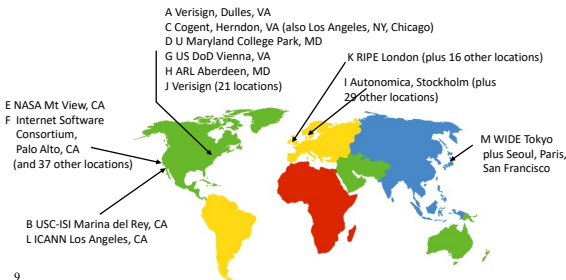 A Verisign, Dulles, VA
C Cogent, Herndon, VA (also Los Angeles, NY, Chicago)
D U Maryland College Park, MD
G US DoD Vienna, VA
H ARL Aberdeen, MD
J Verisign (21 locations)
K RIPE London (plus 16 other locations)
I Autonomica, Stockholm (plus
29 other locations)
E NASA Mt View, CA
F Internet Software
Consortium,
Palo Alto, CA
(and 37 other locations)
M WIDE Tokyo
plus Seoul, Paris,
San Francisco
B USC-ISI Marina del Rey, CA
L ICANN Los Angeles, CA
9